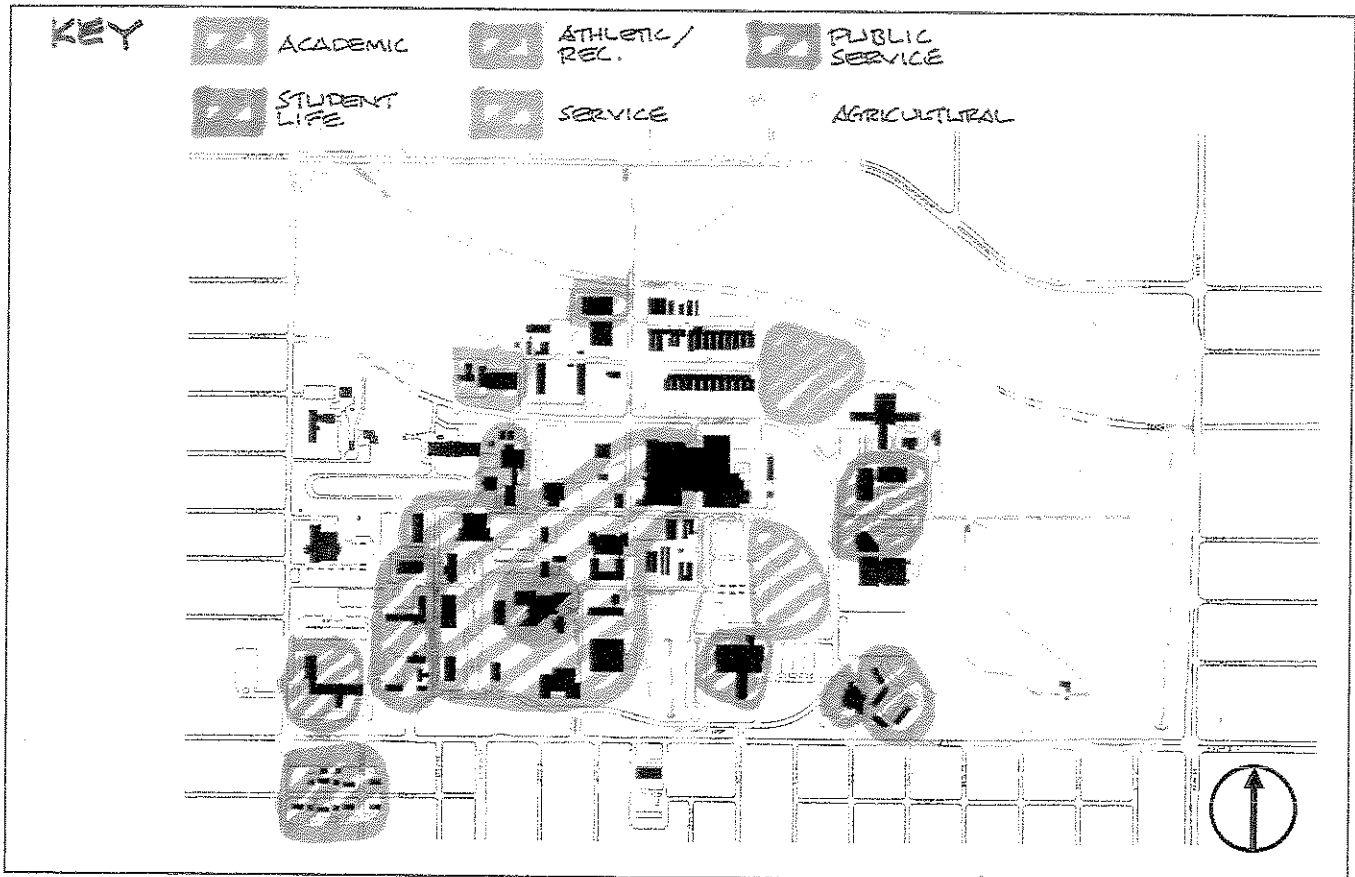 KEY
ACADEMIC
ATHLETIC/
REC.
PUBLIC
SERVICE
STUDENT
LIFE
SERVICE
AGRICULTURAL